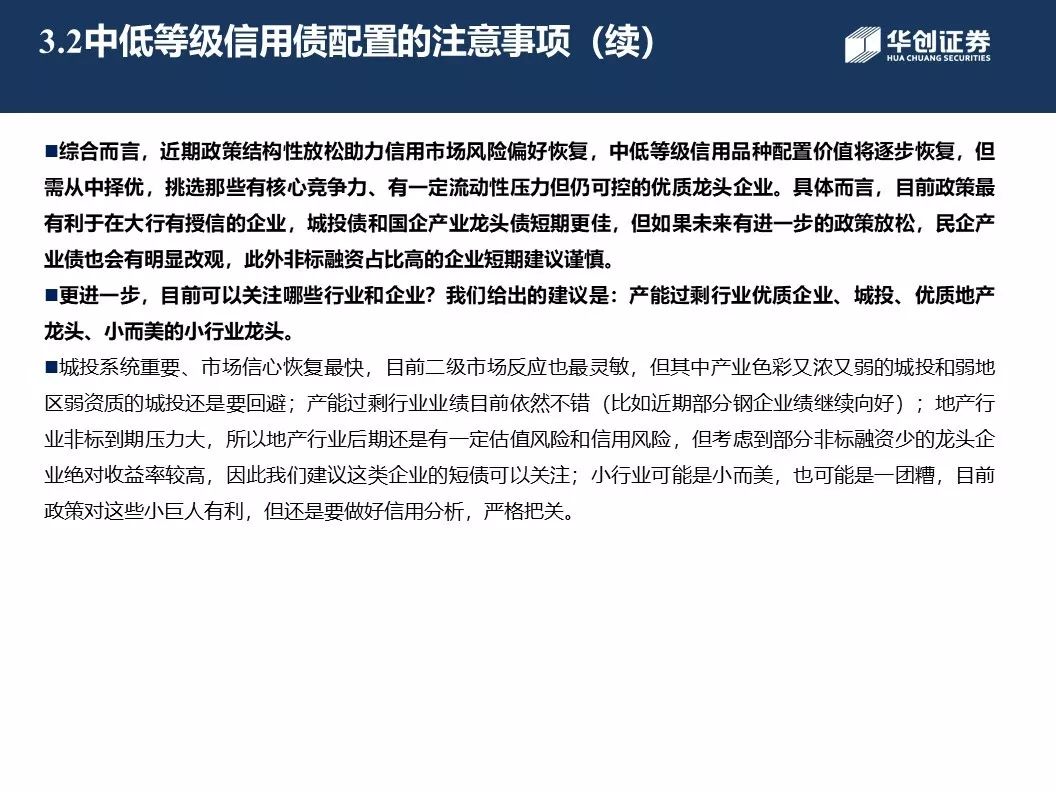 3.2中低等级信用债配置的注意事项（续）
华创证券
HUA CHUANG SECURITIES
■综合而言，近期政策结构性放松助力信用市场风险偏好恢复，中低等级信用品种配置价值将逐步恢复，但
需从中择优，挑选那些有核心竞争力、有一定流动性压力但仍可控的优质龙头企业。具体而言，目前政策最
有利于在大行有授信的企业，城投债和国企产业龙头债短期更佳，但如果未来有进一步的政策放松，民企产
业债也会有明显改观，此外非标融资占比高的企业短期建议谨慎。
■更进一步，目前可以关注哪些行业和企业？我们给出的建议是：产能过剩行业优质企业、城投、优质地产
龙头、小而美的小行业龙头。
■城投系统重要、市场信心恢复最快，目前二级市场反应也最灵敏，但其中产业色彩又浓又弱的城投和弱地
区弱资质的城投还是要回避；产能过剩行业业绩目前依然不错（比如近期部分钢企业绩继续向好）；地产行
业非标到期压力大，所以地产行业后期还是有一定估值风险和信用风险，但考虑到部分非标融资少的龙头企
业绝对收益率较高，因此我们建议这类企业的短债可以关注；小行业可能是小而美，也可能是一团糟，目前
政策对这些小巨人有利，但还是要做好信用分析，严格把关。